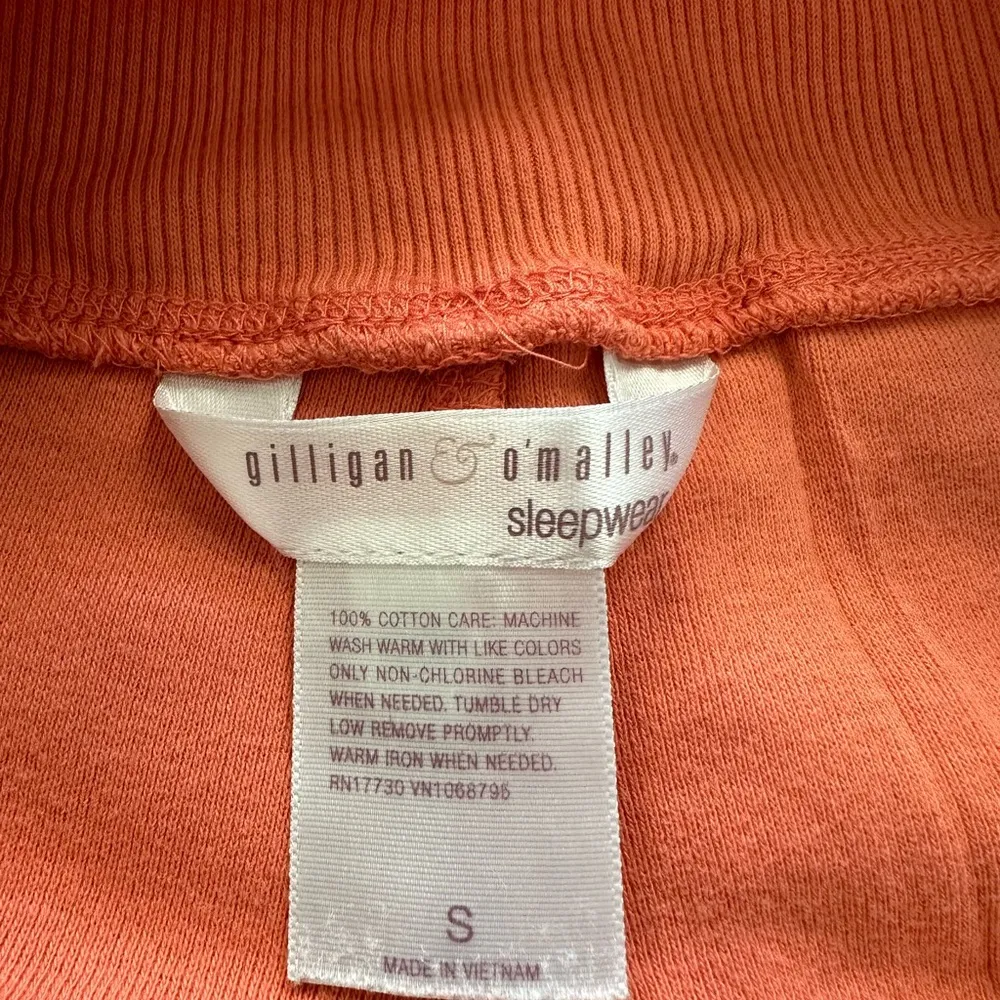 gilligan & o'malley®
sleepwear
100% COTTON CARE: MACHINE
WASH WARM WITH LIKE COLORS
ONLY NON-CHLORINE BLEACH
WHEN NEEDED. TUMBLE DRY
LOW REMOVE PROMPTLY.
WARM IRON WHEN NEEDED.
RN17730 VN1068796
S
MADE IN VIETNAM